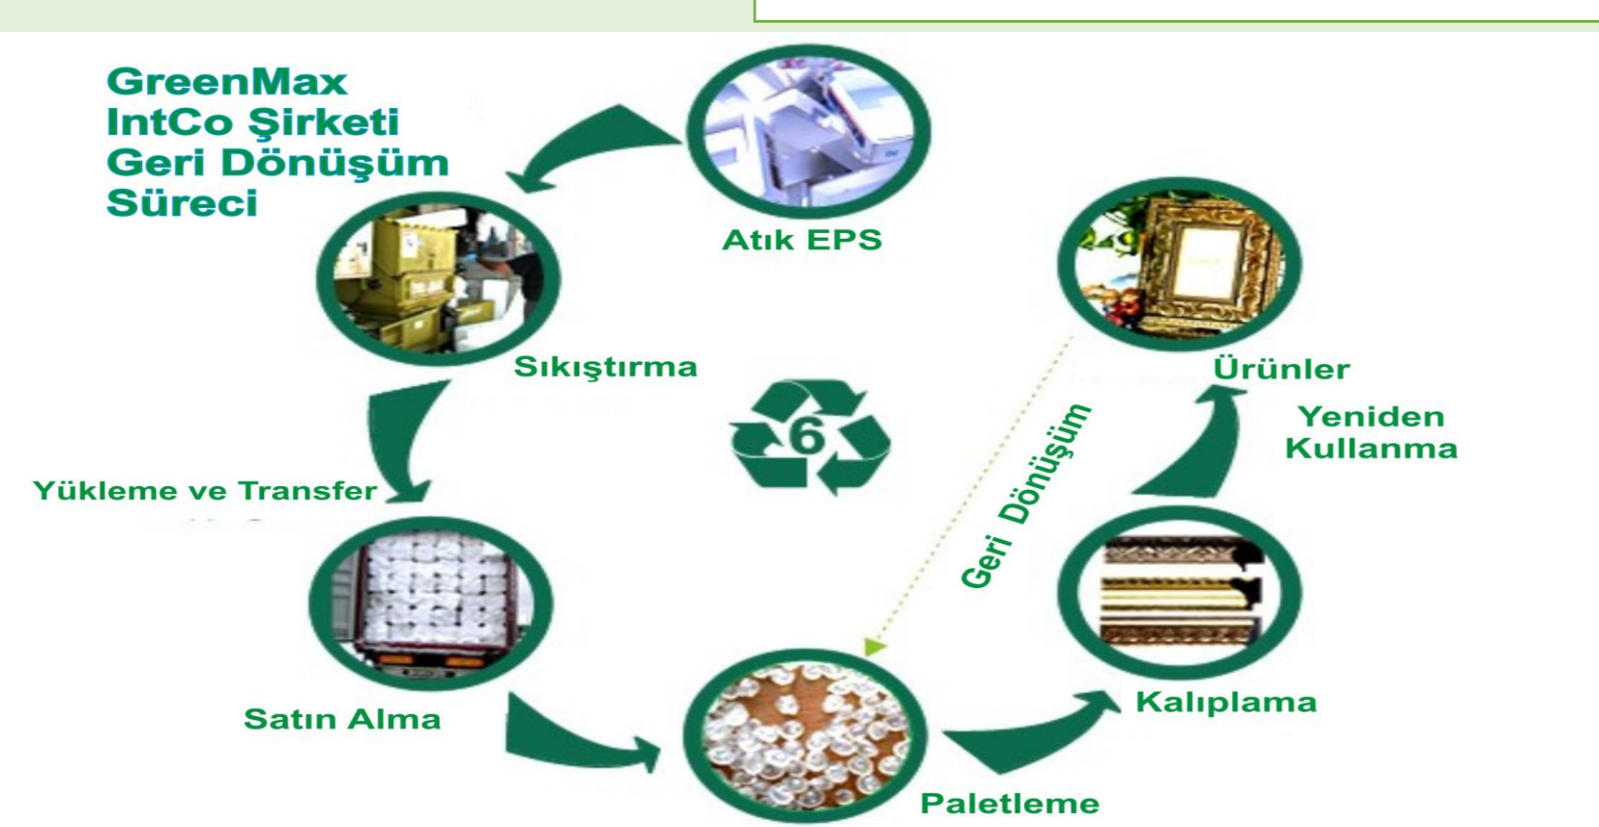 GreenMax
IntCo Şirketi
Geri Dönüşüm
Süreci
Atık EPS
Sıkıştırma
Yükleme ve Transfer
Satın Alma
Paletleme
Kalıplama
Yeniden
Kullanma
Ürünler
Geri Dönüşüm
6